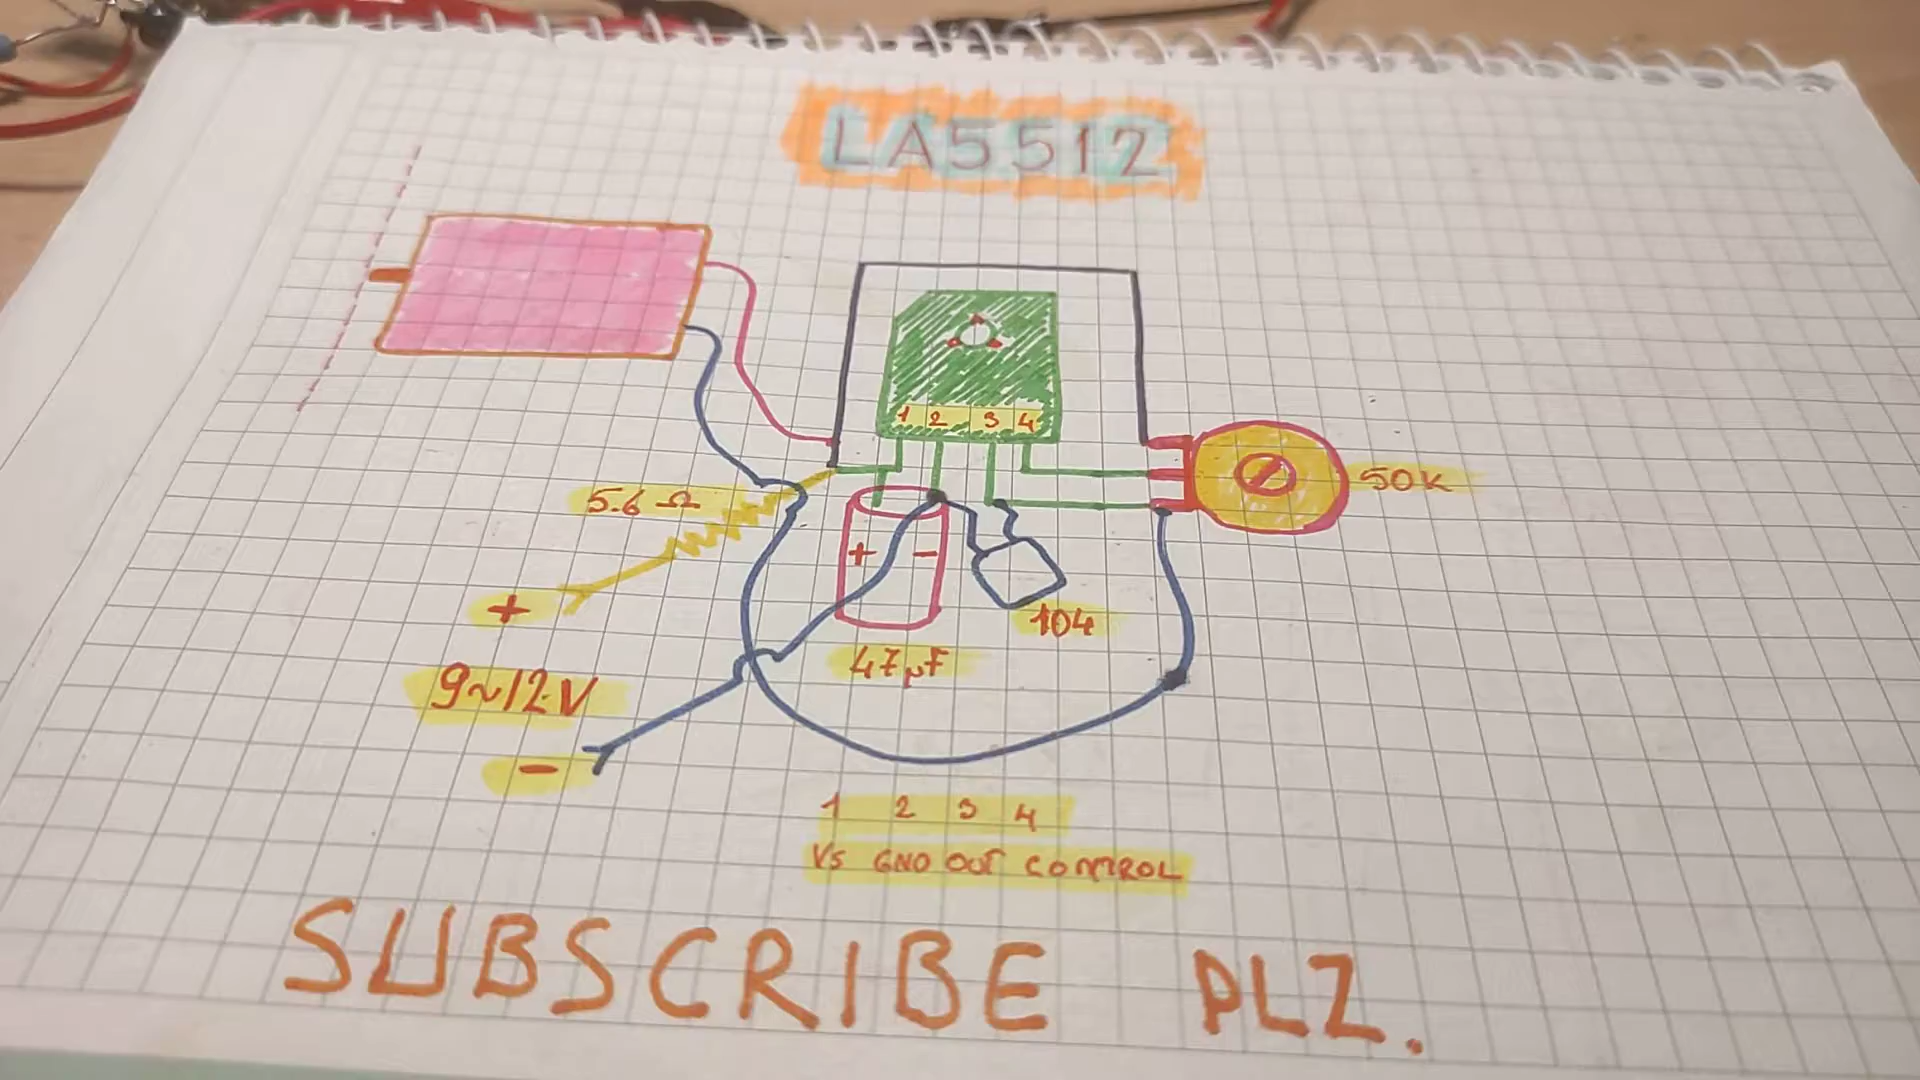 LA5512
1 2 3 4
50K
5.6 Ω
+ −
+
104
47µF
9~12V
−
1 2 3 4
VS GND OUT CONTROL
SUBSCRIBE PLZ.